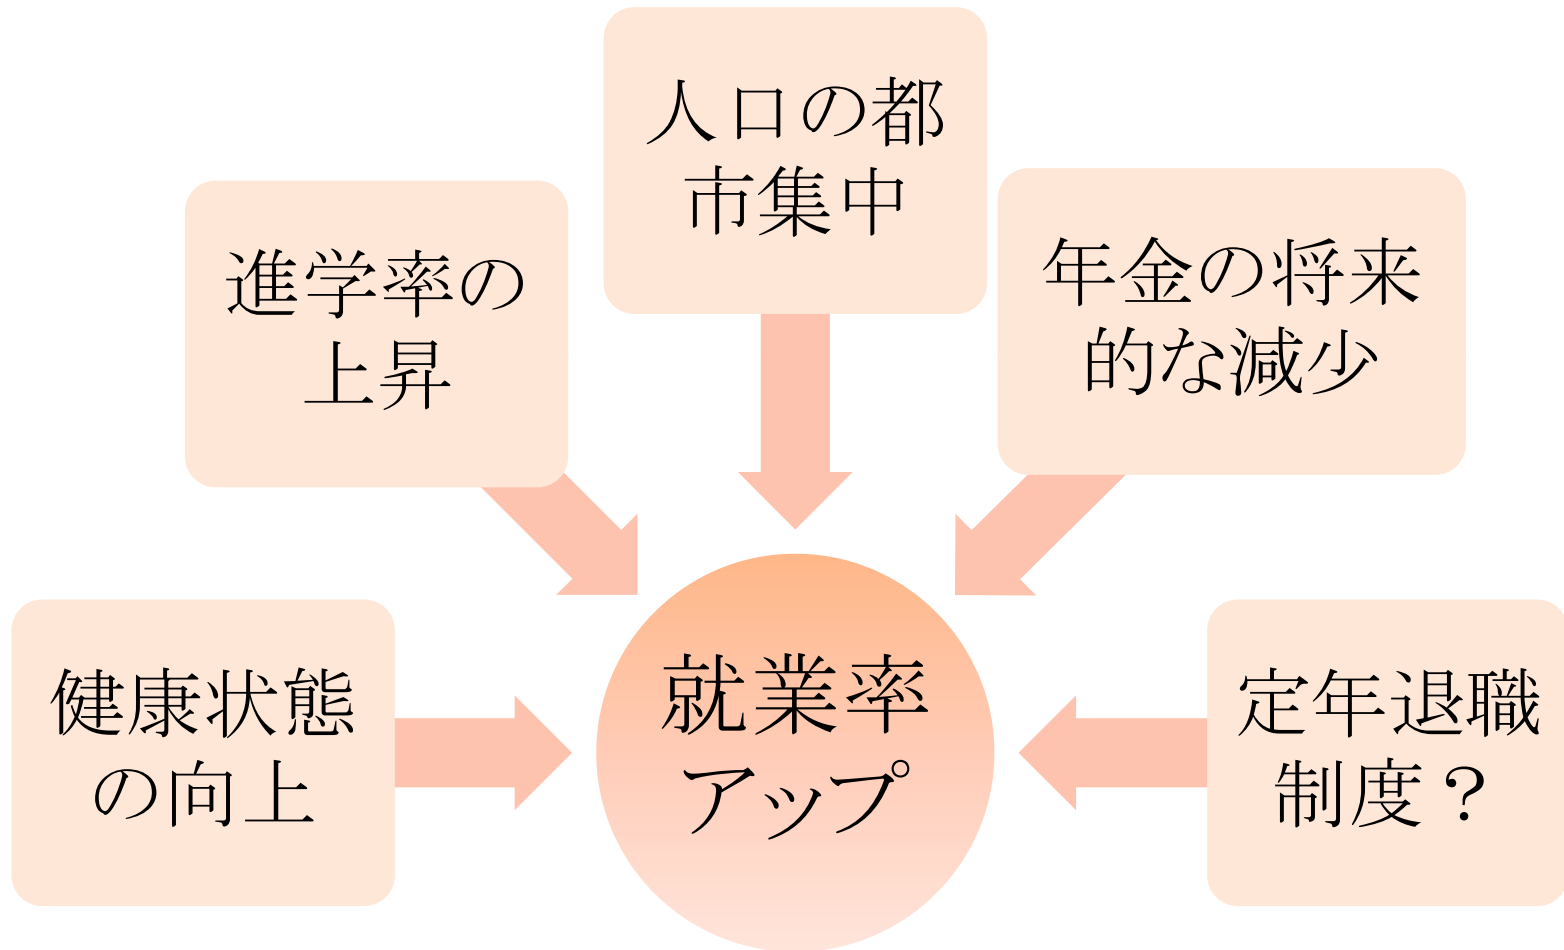 人口の都
市集中
進学率の
上昇
年金の将来
的な減少
健康状態
の向上
就業率
アップ
定年退職
制度？